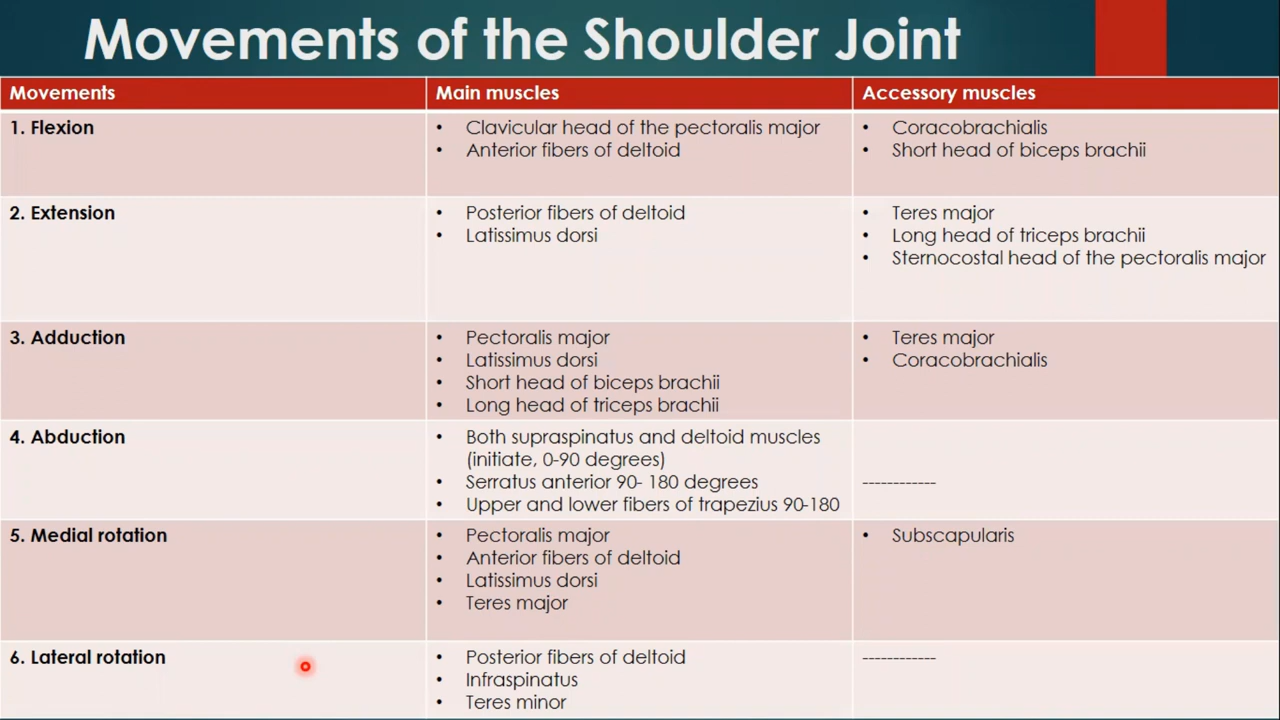 Movements of the Shoulder Joint
Movements
Main muscles
Accessory muscles
1. Flexion
• Clavicular head of the pectoralis major
• Anterior fibers of deltoid
• Coracobrachialis
• Short head of biceps brachii
2. Extension
• Posterior fibers of deltoid
• Latissimus dorsi
• Teres major
• Long head of triceps brachii
• Sternocostal head of the pectoralis major
3. Adduction
• Pectoralis major
• Latissimus dorsi
• Short head of biceps brachii
• Long head of triceps brachii
• Teres major
• Coracobrachialis
4. Abduction
• Both supraspinatus and deltoid muscles
(initiate, 0-90 degrees)
• Serratus anterior 90- 180 degrees
• Upper and lower fibers of trapezius 90-180
------------
5. Medial rotation
• Pectoralis major
• Anterior fibers of deltoid
• Latissimus dorsi
• Teres major
• Subscapularis
6. Lateral rotation
• Posterior fibers of deltoid
• Infraspinatus
• Teres minor
------------